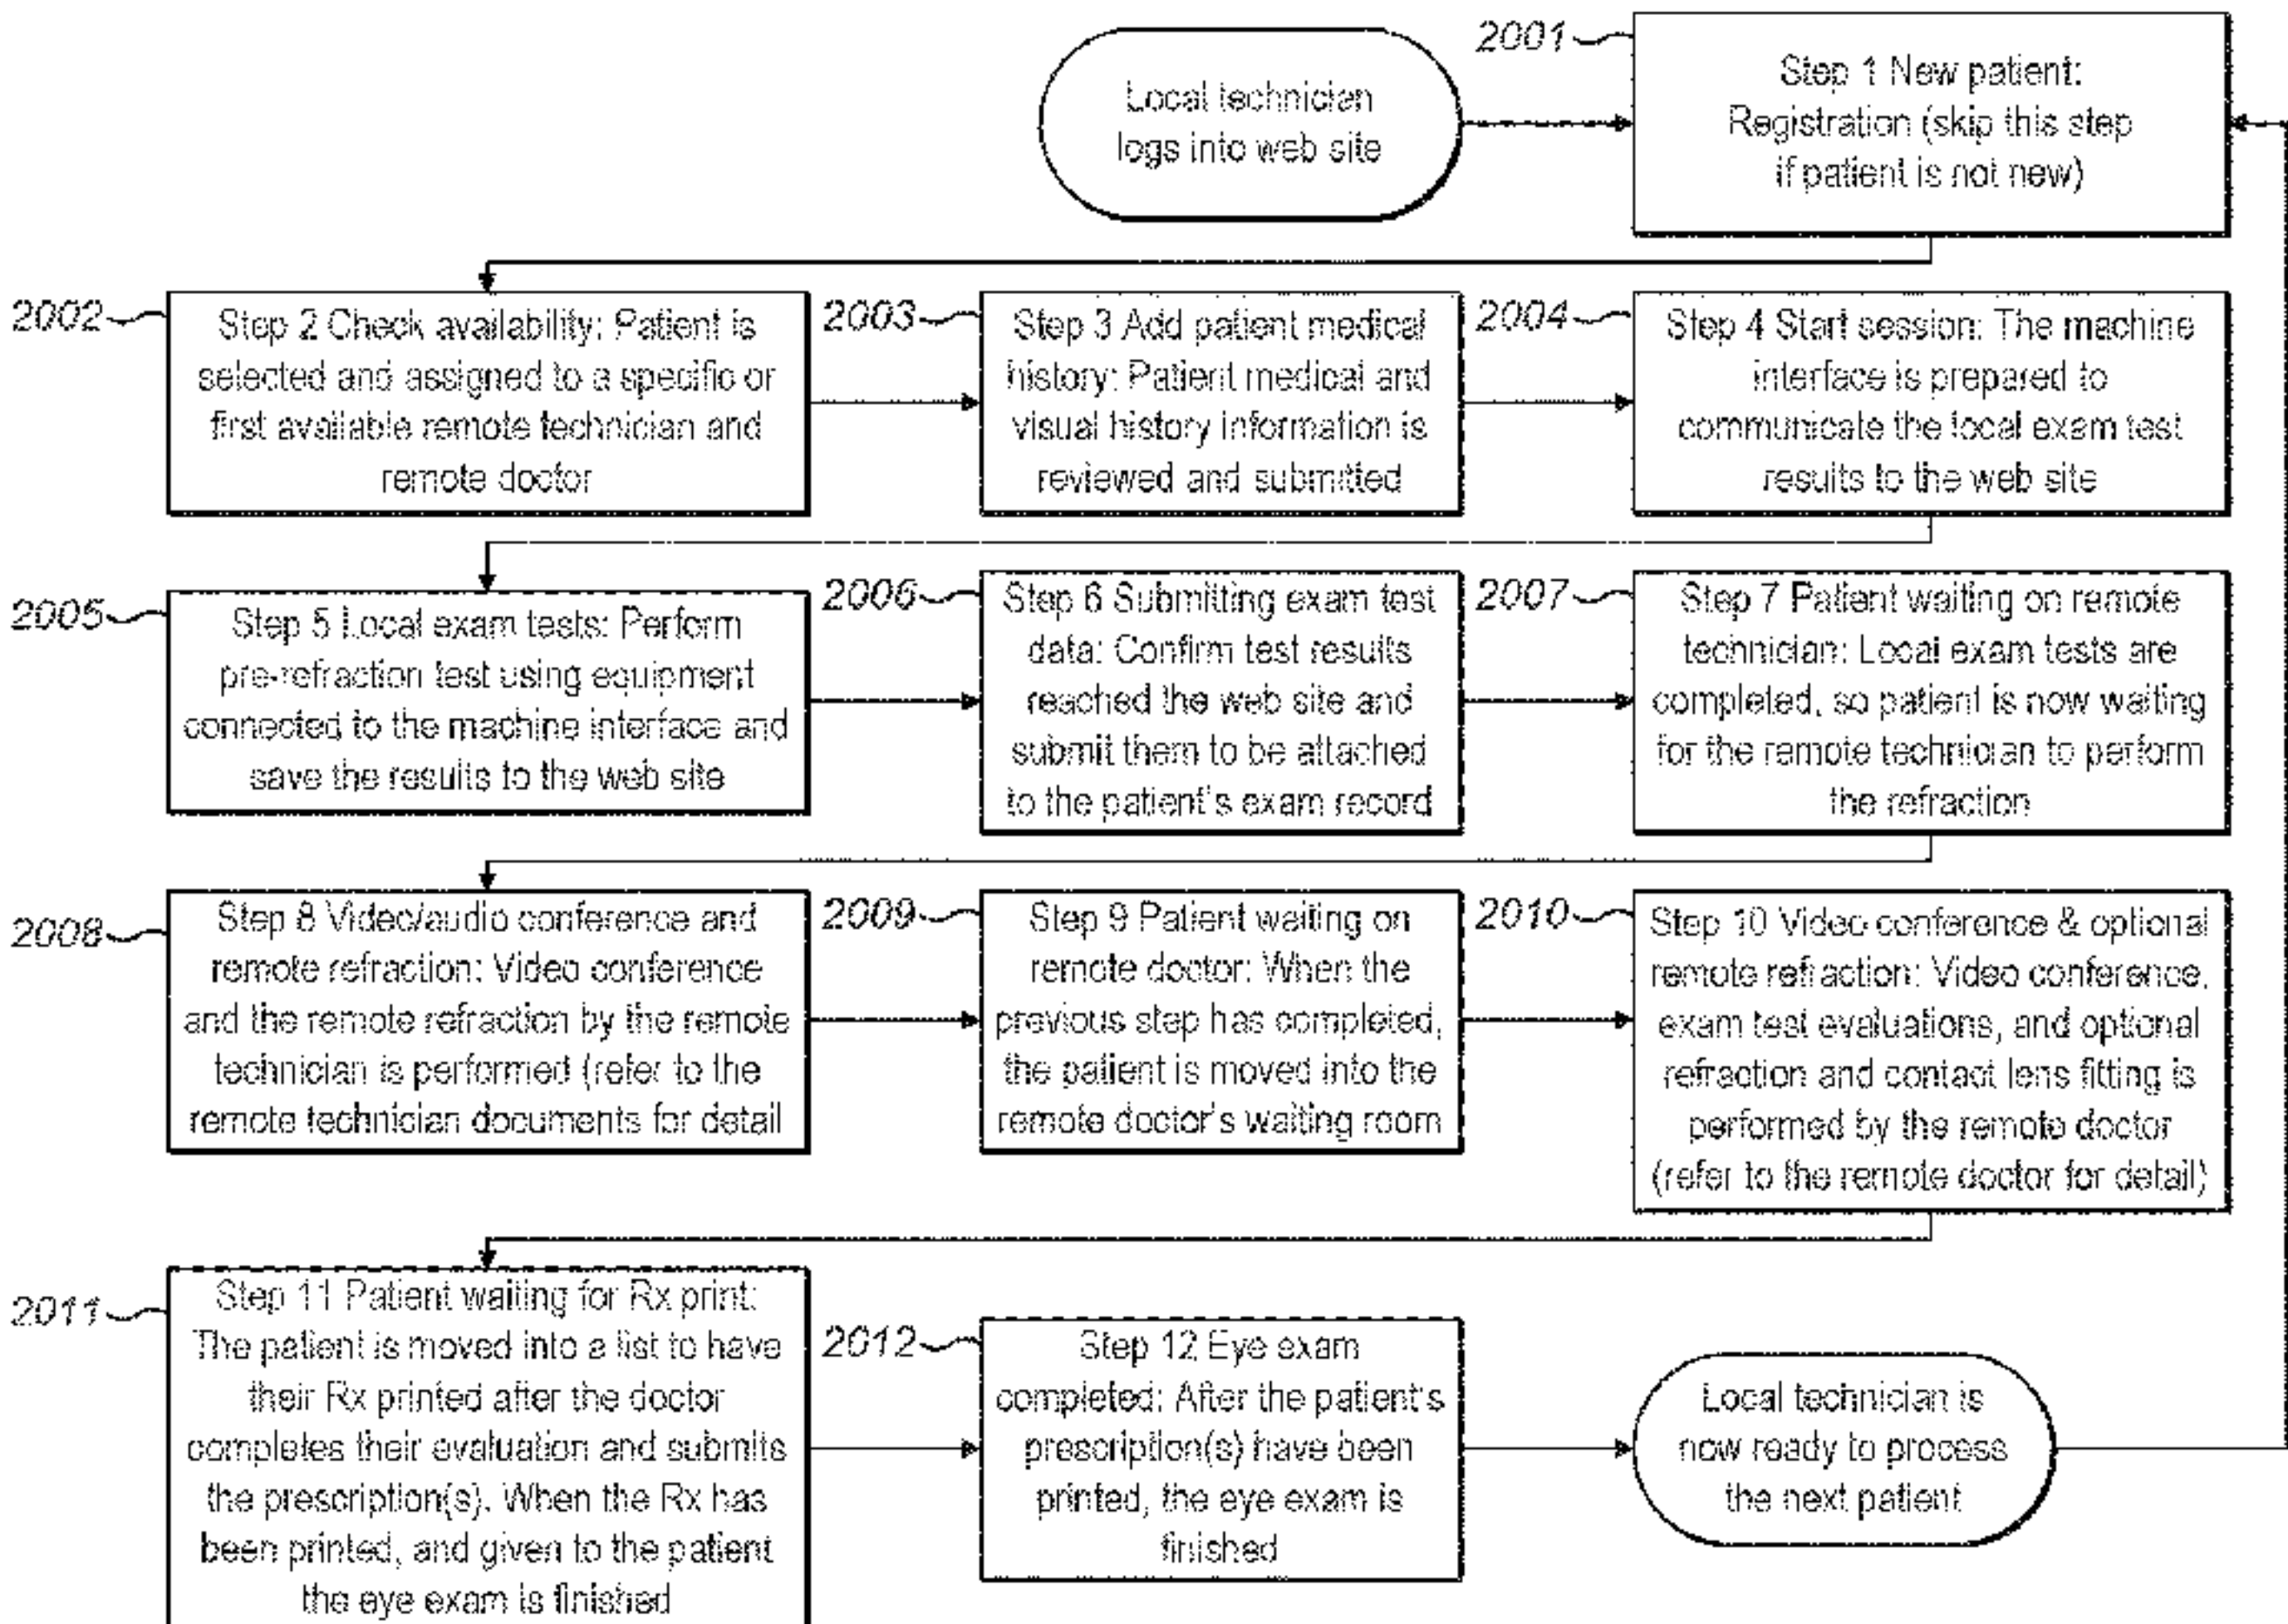 Local technician
logs into web site
2001
Step 1 New patient:
Registration (skip this step
if patient is not new)
2002
Step 2 Check availability: Patient is
selected and assigned to a specific or
first available remote technician and
remote doctor
2003
Step 3 Add patient medical
history: Patient medical and
visual history information is
reviewed and submitted
2004
Step 4 Start session: The machine
interface is prepared to
communicate the local exam test
results to the web site
2005
Step 5 Local exam tests: Perform
pre-refraction test using equipment
connected to the machine interface and
save the results to the web site
2006
Step 6 Submitting exam test
data: Confirm test results
reached the web site and
submit them to be attached
to the patient's exam record
2007
Step 7 Patient waiting on remote
technician: Local exam tests are
completed, so patient is now waiting
for the remote technician to perform
the refraction
2008
Step 8 Video/audio conference and
remote refraction: Video conference
and the remote refraction by the remote
technician is performed (refer to the
remote technician documents for detail
2009
Step 9 Patient waiting on
remote doctor: When the
previous step has completed,
the patient is moved into the
remote doctor's waiting room
2010
Step 10 Video conference & optional
remote refraction: Video conference,
exam test evaluations, and optional
refraction and contact lens fitting is
performed by the remote doctor
(refer to the remote doctor for detail)
2011
Step 11 Patient waiting for Rx print:
The patient is moved into a list to have
their Rx printed after the doctor
completes their evaluation and submits
the prescription(s). When the Rx has
been printed, and given to the patient
the eye exam is finished
2012
Step 12 Eye exam
completed: After the patient's
prescription(s) have been
printed, the eye exam is
finished
Local technician is
now ready to process
the next patient